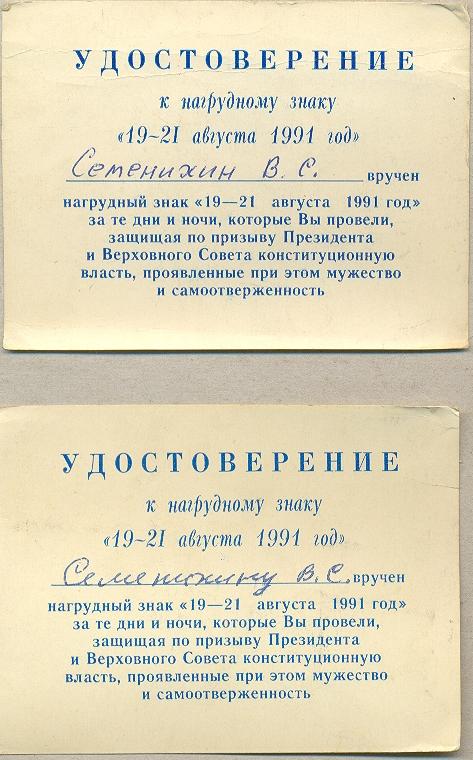 УДОСТОВЕРЕНИЕ
к нагрудному знаку
«19–21 августа 1991 год»
Семенихин В. С. вручен
нагрудный знак «19—21 августа 1991 год»
за те дни и ночи, которые Вы провели,
защищая по призыву Президента
и Верховного Совета конституционную
власть, проявленные при этом мужество
и самоотверженность
УДОСТОВЕРЕНИЕ
к нагрудному знаку
«19–21 августа 1991 год»
Семенихину В. С. вручен
нагрудный знак «19—21 августа 1991 год»
за те дни и ночи, которые Вы провели,
защищая по призыву Президента
и Верховного Совета конституционную
власть, проявленные при этом мужество
и самоотверженность